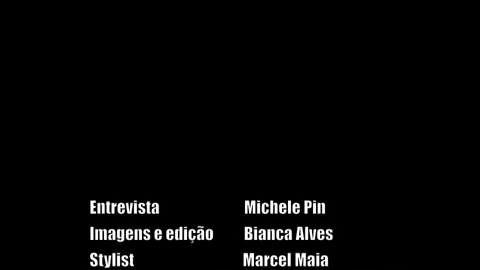 Entrevista Michele Pin
Imagens e edição Bianca Alves
Stylist Marcel Maia